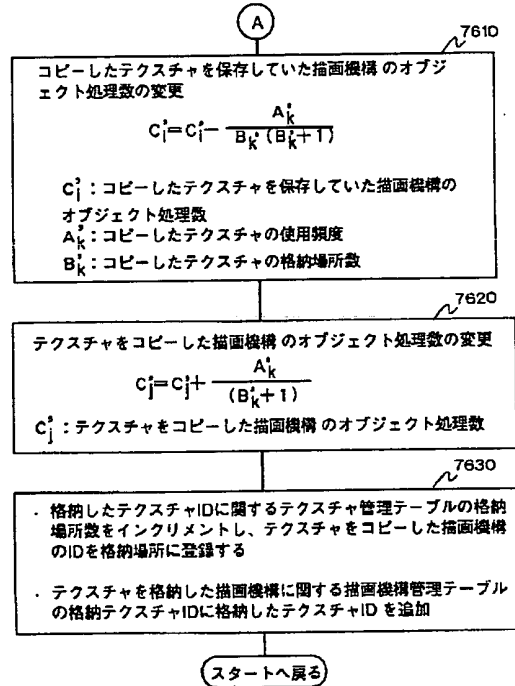 A
7610
コピーしたテクスチャを保存していた描画機構のオブジ
ェクト処理数の変更
C'i=C'i− A'k / B'k(B'k+1)
C'i：コピーしたテクスチャを保存していた描画機構の
オブジェクト処理数
A'k：コピーしたテクスチャの使用頻度
B'k：コピーしたテクスチャの格納場所数
7620
テクスチャをコピーした描画機構のオブジェクト処理数の変更
C'j=C'j+ A'k / (B'k+1)
C'j：テクスチャをコピーした描画機構のオブジェクト処理数
7630
・格納したテクスチャIDに関するテクスチャ管理テーブルの格納
場所数をインクリメントし、テクスチャをコピーした描画機構
のIDを格納場所に登録する
・テクスチャを格納した描画機構に関する描画機構管理テーブル
の格納テクスチャIDに格納したテクスチャIDを追加
スタートへ戻る